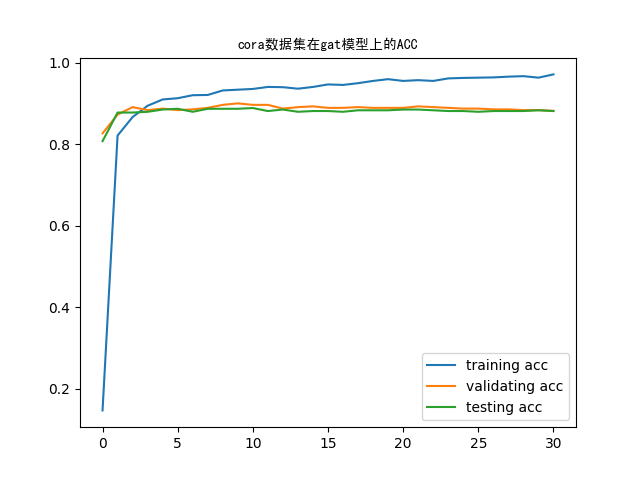 cora数据集在gat模型上的ACC
1.0
0.8
0.6
0.4
0.2
0 5 10 15 20 25 30
training acc
validating acc
testing acc